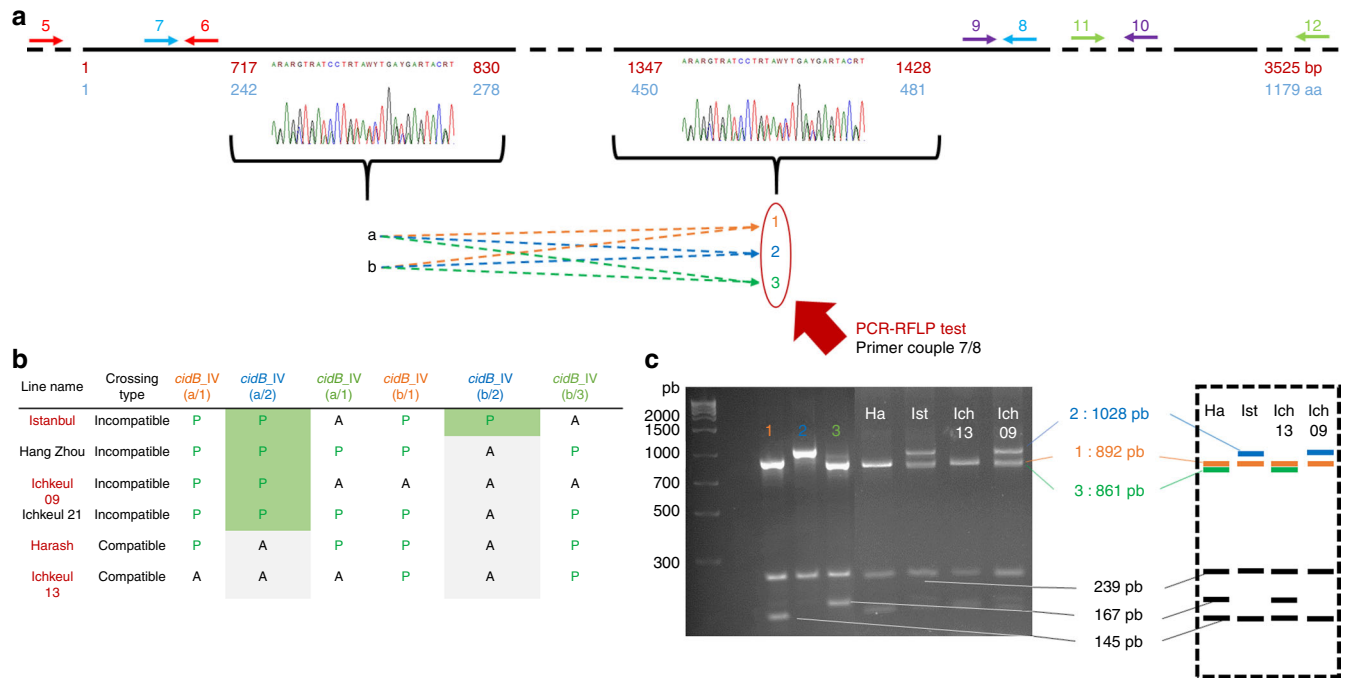 a
5 7 6 9 8 11 10 12
ARARGTRATCCTRTAWYTGAYGARTACRT ARARGTRATCCTRTAWYTGAYGARTACRT
1 717 830 1347 1428 3525 bp
1 242 278 450 481 1179 aa
a
b
1
2
3
PCR-RFLP test
Primer couple 7/8
b
Line name Crossing type cidB_IV (a/1) cidB_IV (a/2) cidB_IV (a/1) cidB_IV (b/1) cidB_IV (b/2) cidB_IV (b/3)
Istanbul Incompatible P P A P P A
Hang Zhou Incompatible P P P P A P
Ichkeul 09 Incompatible P P A A A A
Ichkeul 21 Incompatible P P P P A P
Harash Compatible P A P P A P
Ichkeul 13 Compatible A A A P A P
c
pb
2000
1500
1000
700
500
300
1 2 3 Ha Ist Ich 13 Ich 09
2 : 1028 pb
1 : 892 pb
3 : 861 pb
239 pb
167 pb
145 pb
Ha Ist Ich 13 Ich 09